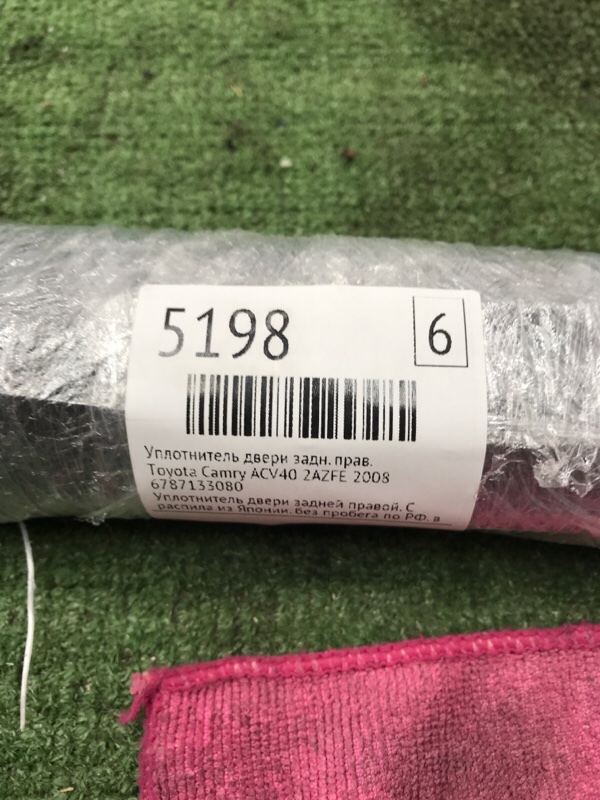 5198
6
Уплотнитель двери задн. прав.
Toyota Camry ACV40 2AZFE 2008
6787133080
Уплотнитель двери задней правой. С
распила из Японии. без пробега по РФ. в